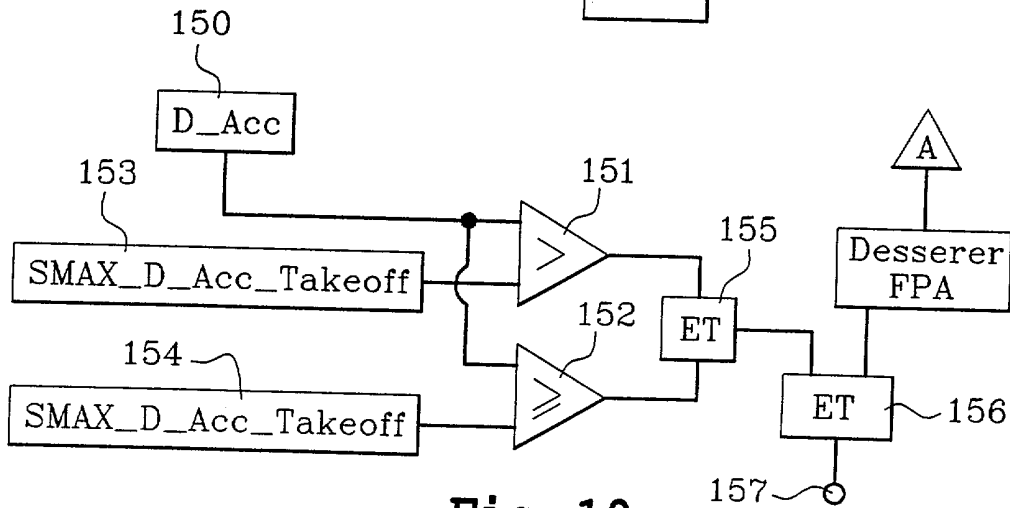 150
D_Acc
A
153
151
155
SMAX_D_Acc_Takeoff
>
Desserer
FPA
ET
154
152
SMAX_D_Acc_Takeoff
≥
ET
156
157